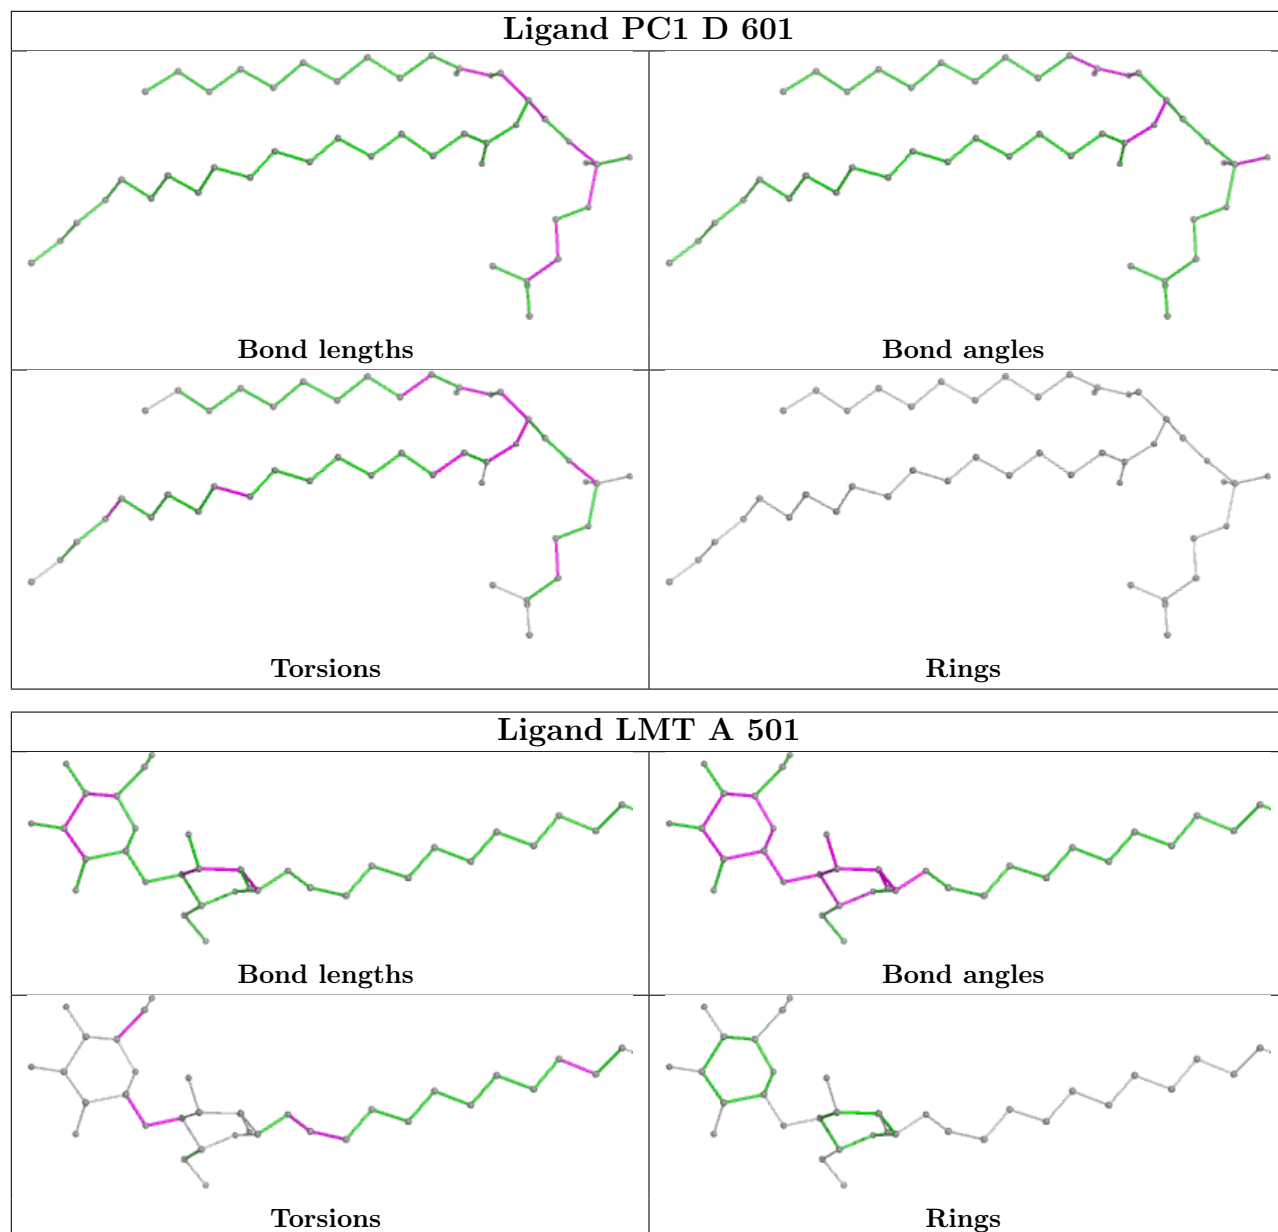 Ligand PC1 D 601
Bond lengths
Bond angles
Torsions
Rings
Ligand LMT A 501
Bond lengths
Bond angles
Torsions
Rings